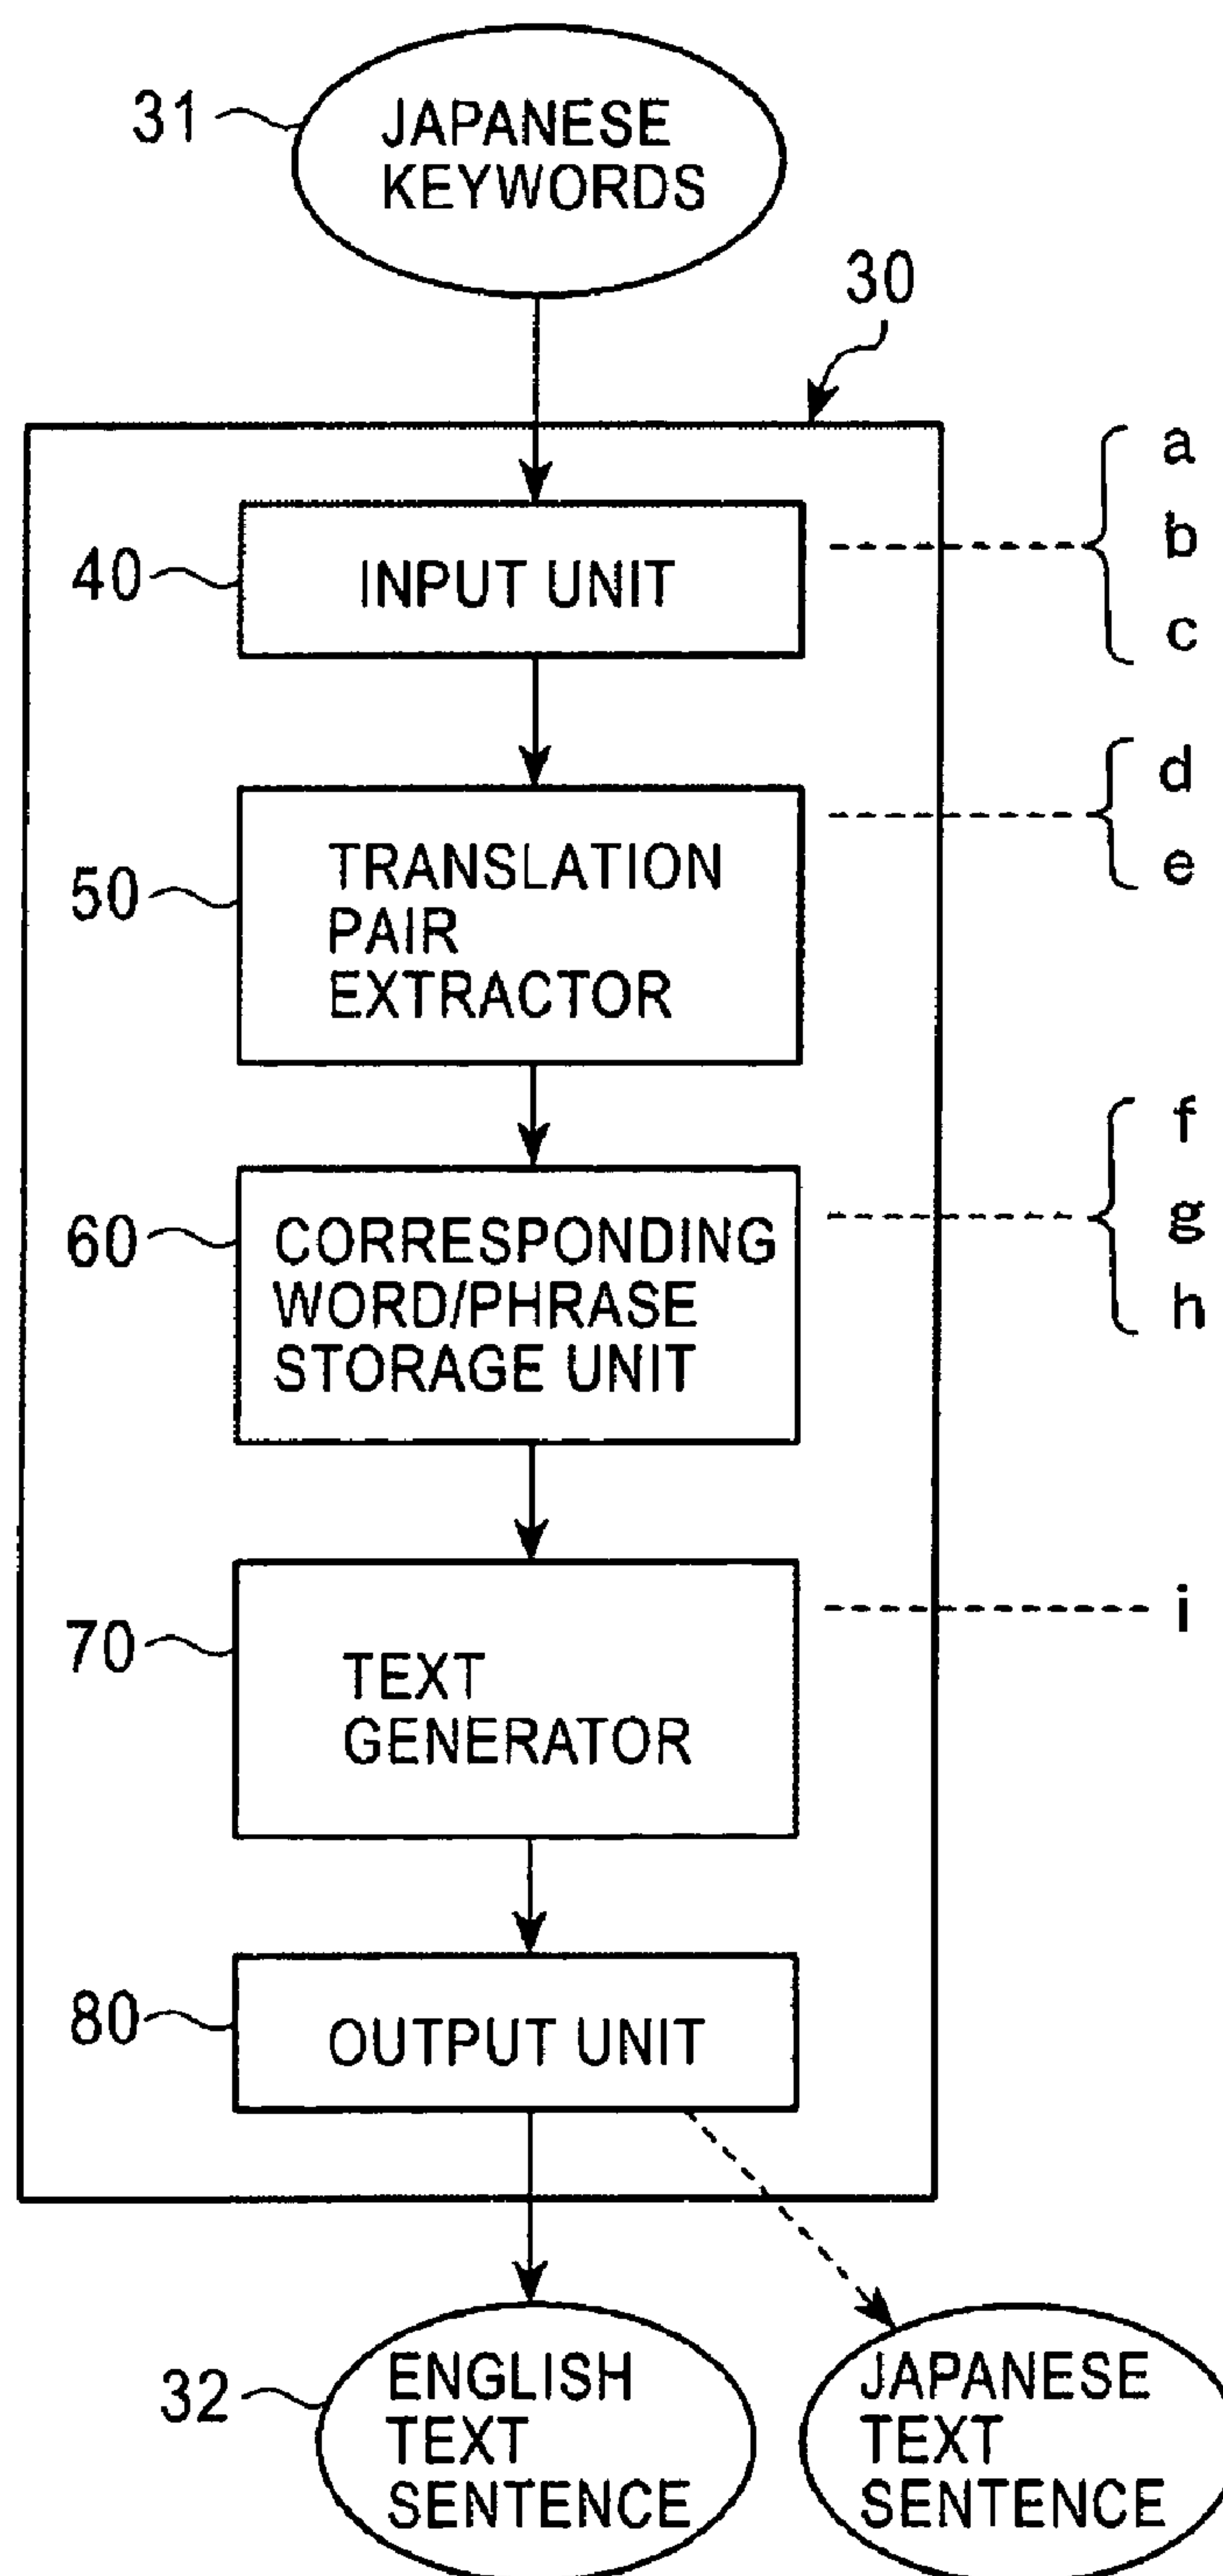 31
JAPANESE
KEYWORDS
30
a
b
c
40
INPUT UNIT
d
e
50
TRANSLATION
PAIR
EXTRACTOR
f
g
h
60
CORRESPONDING
WORD/PHRASE
STORAGE UNIT
i
70
TEXT
GENERATOR
80
OUTPUT UNIT
32
ENGLISH
TEXT
SENTENCE
JAPANESE
TEXT
SENTENCE